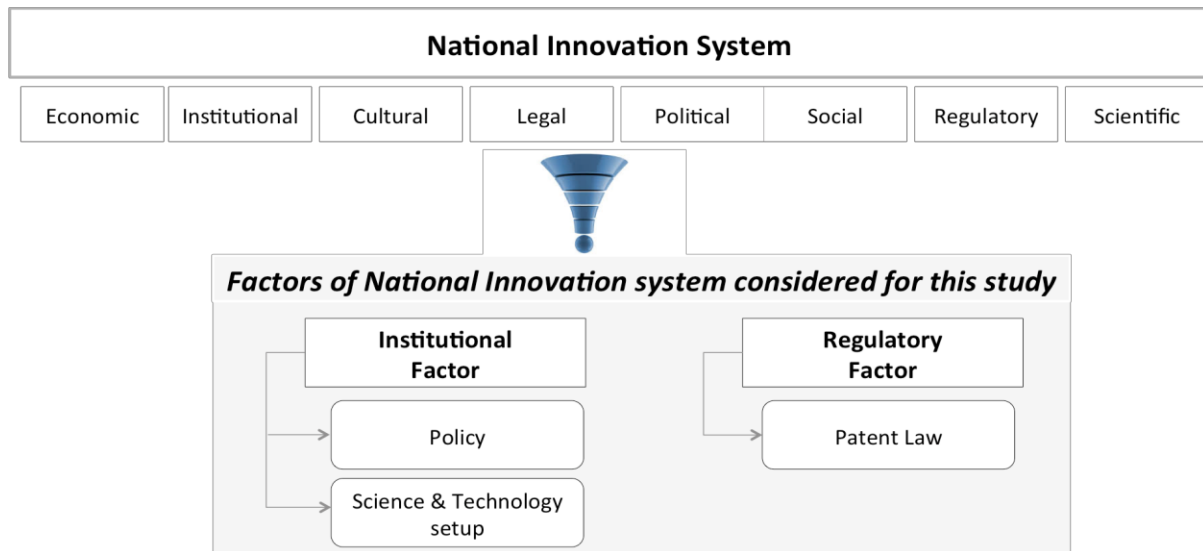 National Innovation System
Economic
Institutional
Cultural
Legal
Political
Social
Regulatory
Scientific
Factors of National Innovation system considered for this study
Institutional
Factor
Regulatory
Factor
Policy
Patent Law
Science & Technology
setup